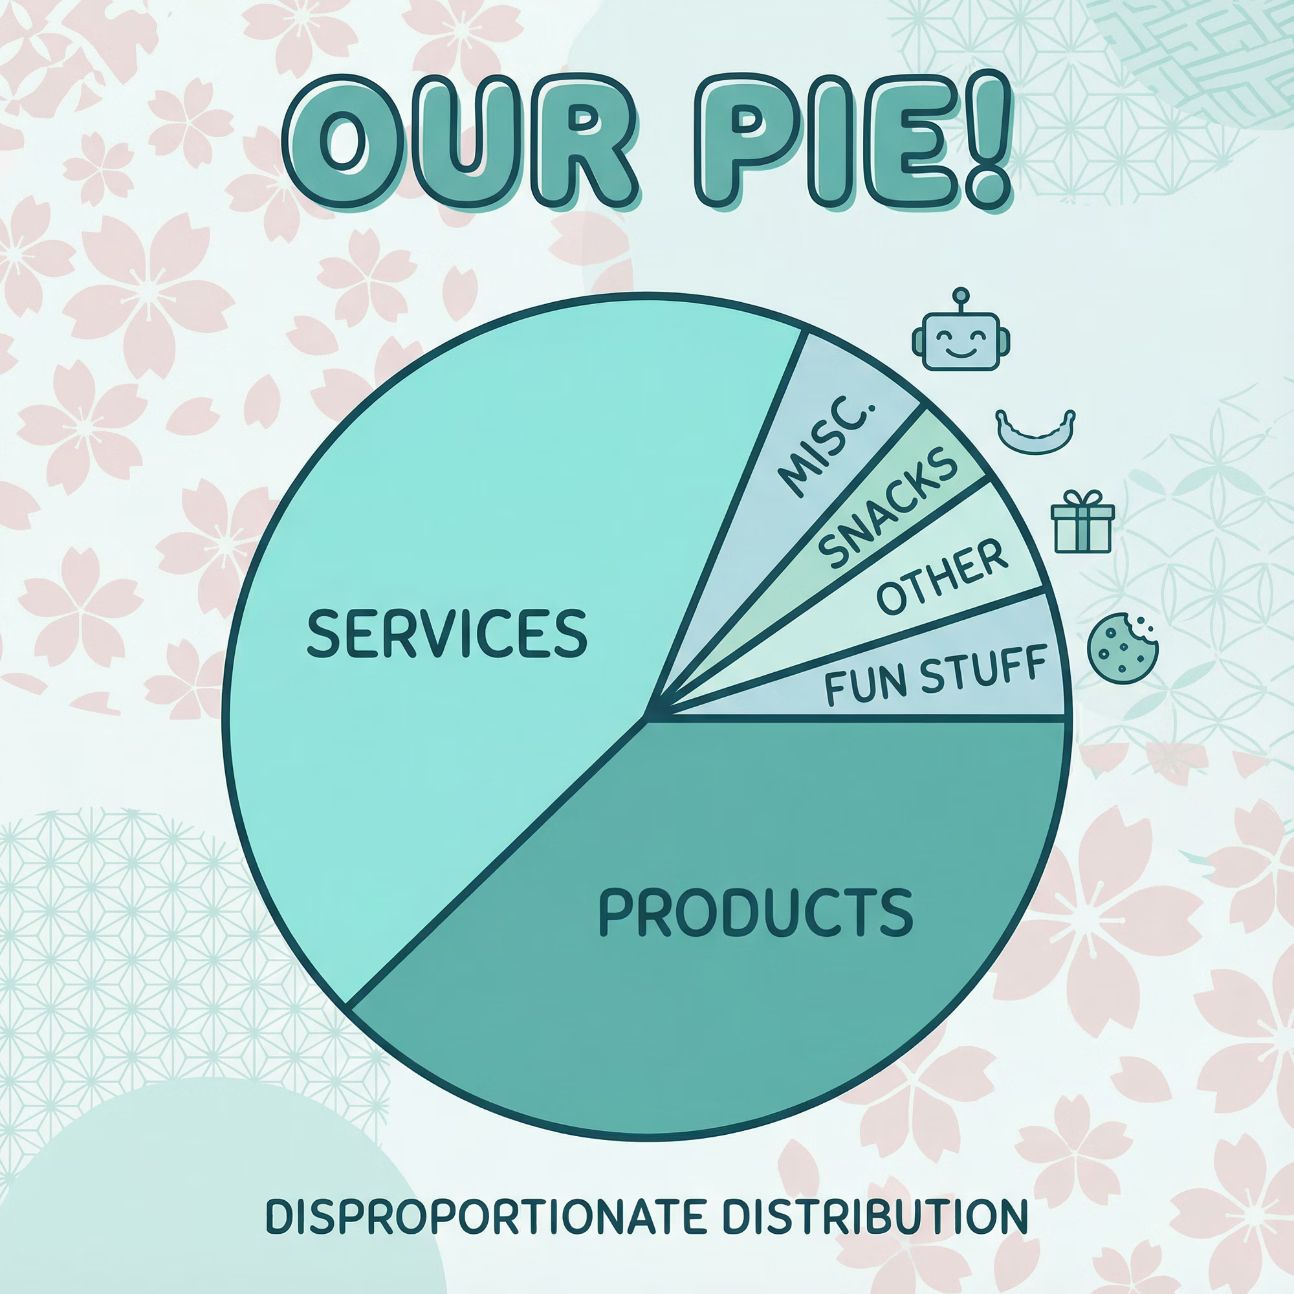 OUR PIE!
MISC.
SNACKS
OTHER
FUN STUFF
SERVICES
PRODUCTS
DISPROPORTIONATE DISTRIBUTION